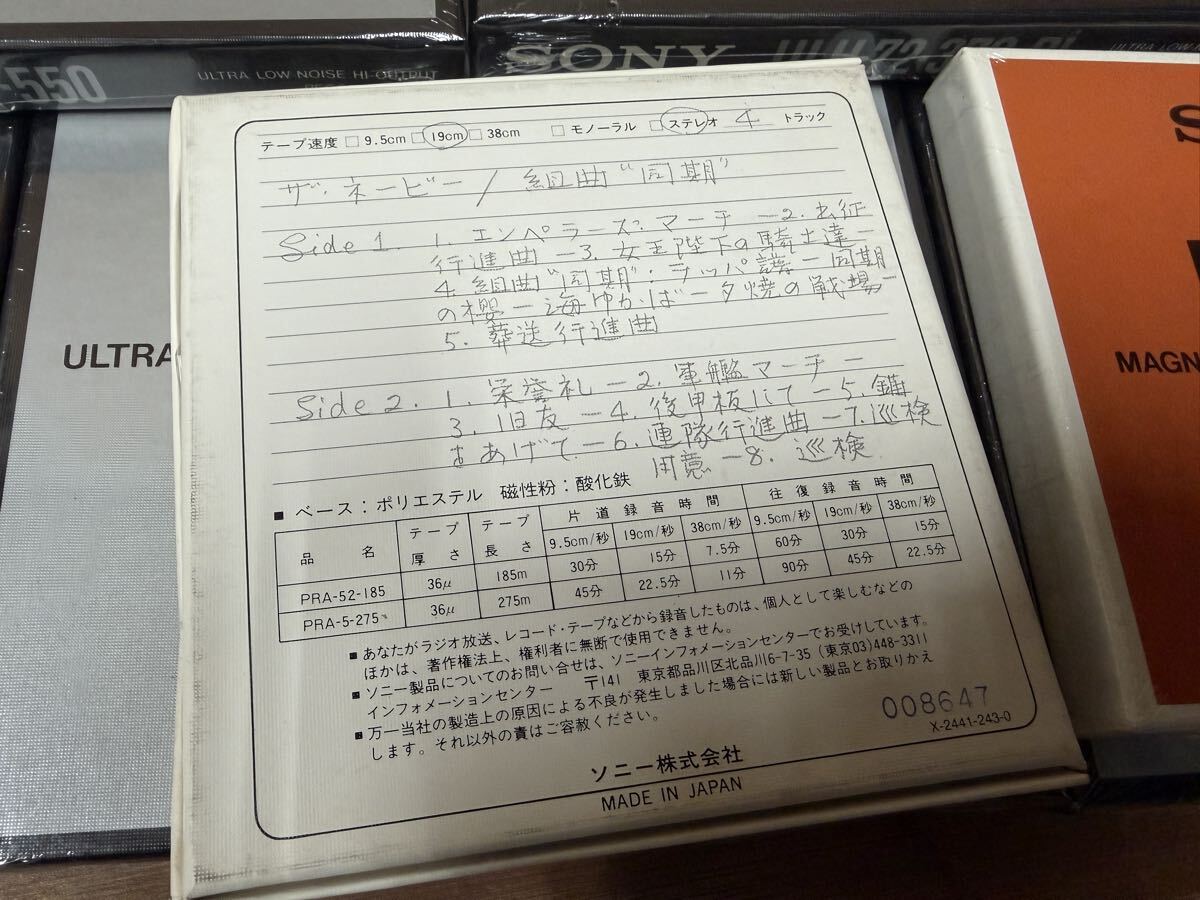 -550
ULTRA LOW NOISE HI-OUTPUT
SONY
ULTRA LOW
テープ速度 □ 9.5cm □ 19cm □ 38cm □ モノーラル □ ステレオ 4 トラック
ザ・ネービー / 組曲"同期"
Side 1. 1. エンペラーズ・マーチ ー2. 出征
行進曲 ー3. 女王陛下の騎士達ー
4. 組曲"同期": ラッパ譜ー同期
の櫻ー海ゆかばー夕焼の戦場ー
5. 葬送行進曲
Side 2. 1. 栄誉礼 ー2. 軍艦マーチ ー
3. 旧友 ー4. 後甲板にて ー5. 錨
をあげて ー6. 連隊行進曲 ー7. 巡検
用意 ー8. 巡検
■ ベース：ポリエステル 磁性粉：酸化鉄
品名 テープ厚さ テープ長さ 片道録音時間 往復録音時間
9.5cm/秒 19cm/秒 38cm/秒 9.5cm/秒 19cm/秒 38cm/秒
PRA-52-185 36μ 185m 30分 15分 7.5分 60分 30分 15分
PRA-5-275 36μ 275m 45分 22.5分 11分 90分 45分 22.5分
■ あなたがラジオ放送、レコード・テープなどから録音したものは、個人として楽しむなどの
ほかは、著作権法上、権利者に無断で使用できません。
■ ソニー製品についてのお問い合せは、ソニーインフォメーションセンターでお受けしています。
インフォメーションセンター 〒141 東京都品川区北品川6-7-35 (東京03)448-3311
■ 万一当社の製造上の原因による不良が発生しました場合には新しい製品とお取りかえ
します。それ以外の責はご容赦ください。
008647
X-2441-243-0
ソニー株式会社
MADE IN JAPAN
ULTRA
S
MAGN